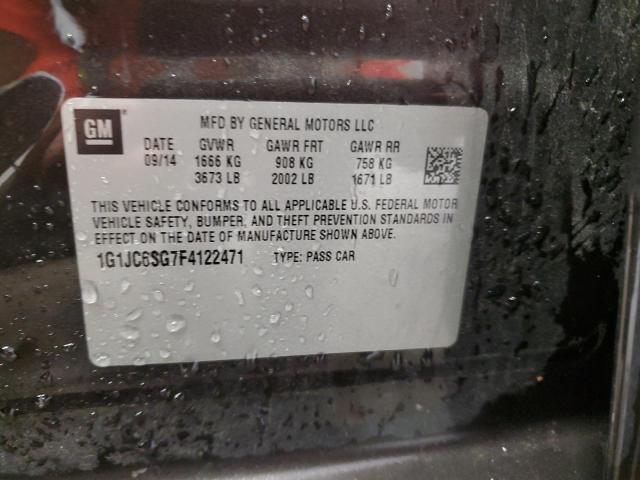 GM
MFD BY GENERAL MOTORS LLC
DATE GVWR GAWR FRT GAWR RR
09/14 1666 KG 908 KG 758 KG
3673 LB 2002 LB 1671 LB
THIS VEHICLE CONFORMS TO ALL APPLICABLE U.S. FEDERAL MOTOR
VEHICLE SAFETY, BUMPER, AND THEFT PREVENTION STANDARDS IN
EFFECT ON THE DATE OF MANUFACTURE SHOWN ABOVE.
1G1JC6SG7F4122471 TYPE: PASS CAR